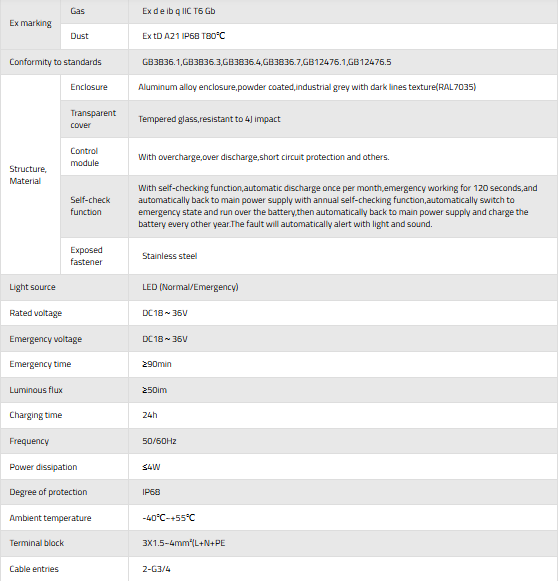 Ex marking
Gas
Ex d e ib q IIC T6 Gb
Dust
Ex tD A21 IP68 T80℃
Conformity to standards
GB3836.1,GB3836.3,GB3836.4,GB3836.7,GB12476.1,GB12476.5
Structure,
Material
Enclosure
Aluminum alloy enclosure,powder coated,industrial grey with dark lines texture(RAL7035)
Transparent
cover
Tempered glass,resistant to 4J impact
Control
module
With overcharge,over discharge,short circuit protection and others.
Self-check
function
With self-checking function,automatic discharge once per month,emergency working for 120 seconds,and
automatically back to main power supply with annual self-checking function,automatically switch to
emergency state and run over the battery,then automatically back to main power supply and charge the
battery every other year.The fault will automatically alert with light and sound.
Exposed
fastener
Stainless steel
Light source
LED (Normal/Emergency)
Rated voltage
DC18～36V
Emergency voltage
DC18～36V
Emergency time
≥90min
Luminous flux
≥50im
Charging time
24h
Frequency
50/60Hz
Power dissipation
≤4W
Degree of protection
IP68
Ambient temperature
-40℃~+55℃
Terminal block
3X1.5~4mm²(L+N+PE
Cable entries
2-G3/4